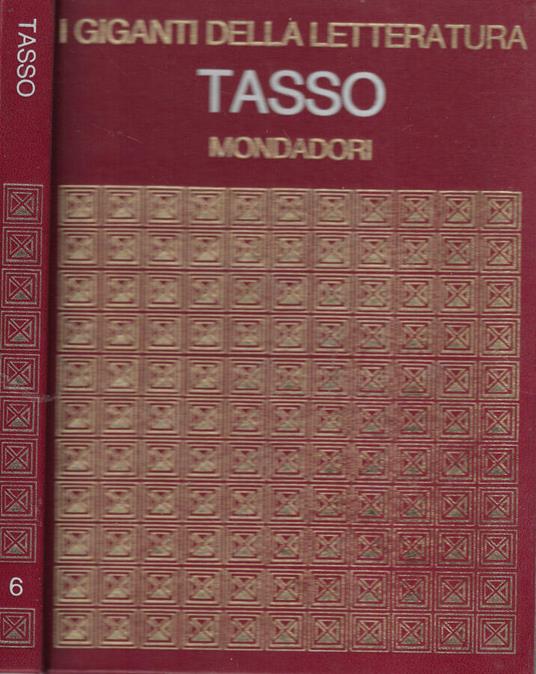 TASSO
6
I GIGANTI DELLA LETTERATURA
TASSO
MONDADORI